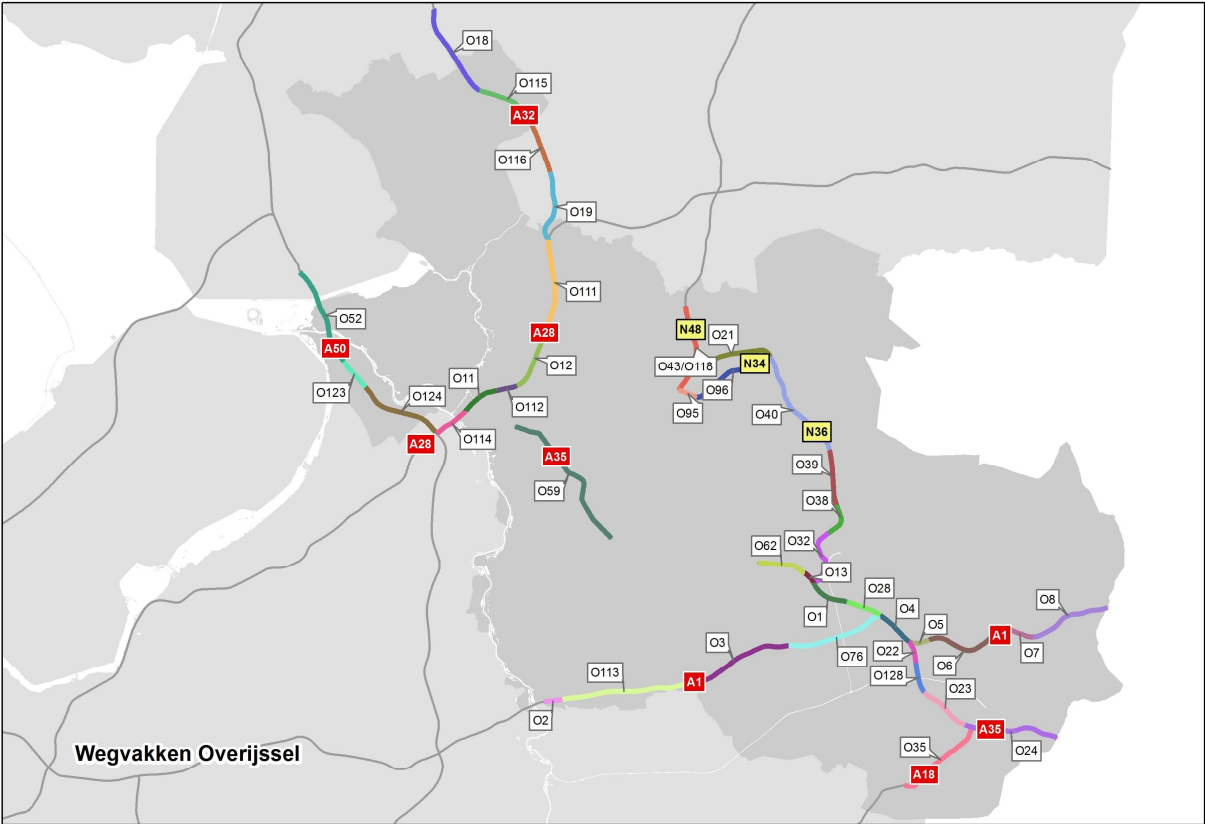 O18
O115
A32
O116
O19
O111
O52
A28
N48
O21
A50
O12
N34
O43/O118
O11
O96
O123
O124
O95
O112
O40
N36
A28
O114
A35
O39
O59
O38
O32
O62
O13
O28
O8
O1
O4
O5
A1
O3
O7
O22
O76
O6
O113
O128
A1
O23
O2
A35
O35
O24
Wegvakken Overijssel
A18